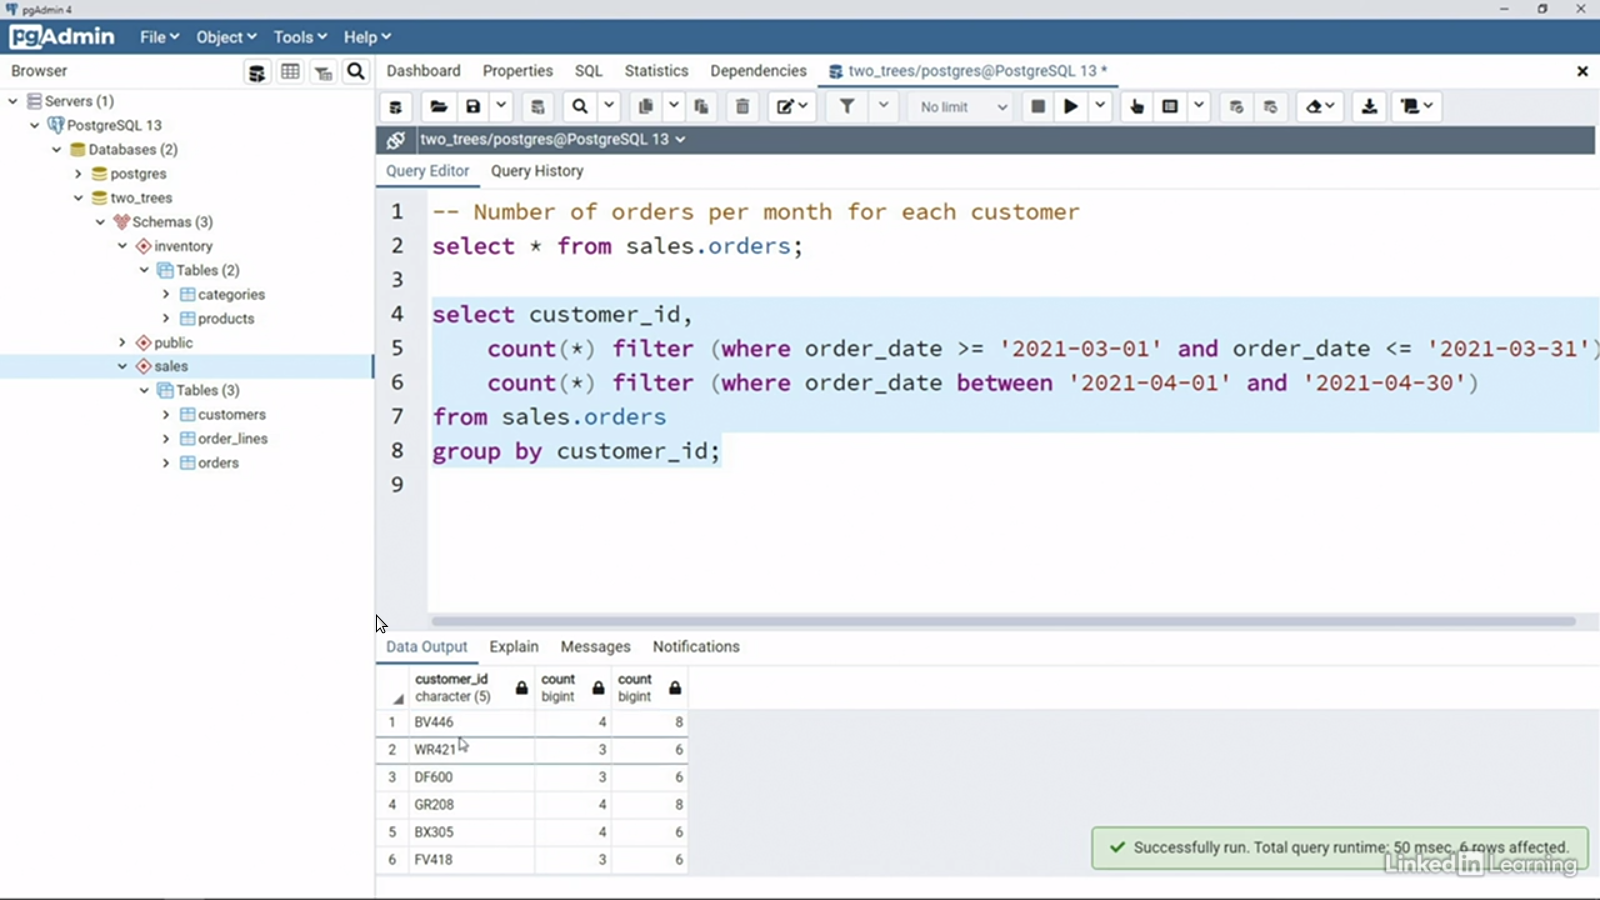 pgAdmin 4
pgAdmin File Object Tools Help
Browser
Dashboard Properties SQL Statistics Dependencies two_trees/postgres@PostgreSQL 13 *
Servers (1)
PostgreSQL 13
Databases (2)
postgres
two_trees
Schemas (3)
inventory
Tables (2)
categories
products
public
sales
Tables (3)
customers
order_lines
orders
No limit
two_trees/postgres@PostgreSQL 13
Query Editor Query History
1 -- Number of orders per month for each customer
2 select * from sales.orders;
3
4 select customer_id,
5 count(*) filter (where order_date >= '2021-03-01' and order_date <= '2021-03-31')
6 count(*) filter (where order_date between '2021-04-01' and '2021-04-30')
7 from sales.orders
8 group by customer_id;
9
Data Output Explain Messages Notifications
customer_id count count
character (5) bigint bigint
1 BV446 4 8
2 WR421 3 6
3 DF600 3 6
4 GR208 4 8
5 BX305 4 6
6 FV418 3 6
Successfully run. Total query runtime: 50 msec. 6 rows affected.
Linked in Learning